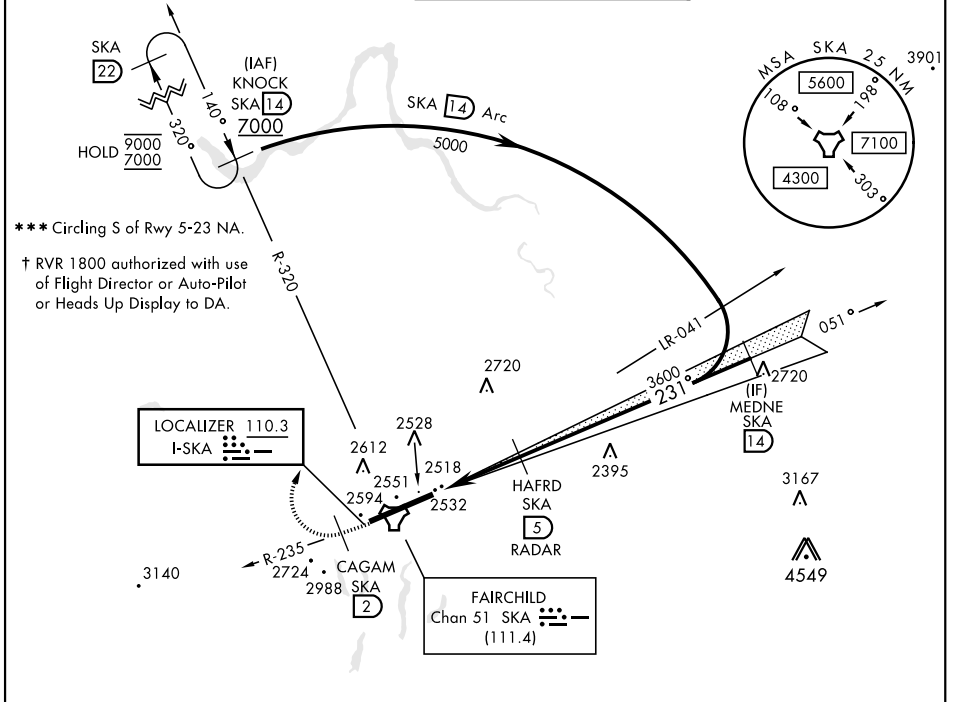 SKA
22
(IAF)
KNOCK
SKA 14
7000
140°
320°
HOLD 9000
7000
SKA 14 Arc
5000
MSA SKA 25 NM
3901
5600
108°
198°
7100
4300
303°
*** Circling S of Rwy 5-23 NA.
† RVR 1800 authorized with use
of Flight Director or Auto-Pilot
or Heads Up Display to DA.
R-320
LR-041
051°
2720
3600
231°
2720
(IF)
MEDNE
SKA
14
LOCALIZER 110.3
I-SKA
2612
2528
2551
2518
2594
2532
2395
HAFRD
SKA
5
RADAR
3167
R-235
2724
2988
CAGAM
SKA
2
3140
4549
FAIRCHILD
Chan 51 SKA
(111.4)